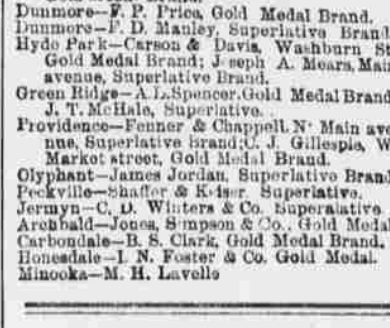 Dunmore—F. P. Price, Gold Medal Brand.
Dunmore—F. D. Manley, Superlative Brand
Hyde Park—Carson & Davis, Washburn St
Gold Medal Brand; Joseph A. Mears, Main
avenue, Superlative Brand.
Green Ridge—A. L. Spencer. Gold Medal Brand
J. T. McHale, Superlative.
Providence—Fenner & Chappell. N. Main ave
nue, Superlative Brand; C. J. Gillespie, W
Market street, Gold Medal Brand.
Olyphant—James Jordan, Superlative Brand
Peckville—Shaffer & Keiser. Superlative.
Jermyn—C. D. Winters & Co. Superalative.
Archbald—Jones, Simpson & Co., Gold Medal
Carbondale—B. S. Clark, Gold Medal Brand.
Honesdale—I. N. Foster & Co. Gold Medal.
Minooka—M. H. Lavelle